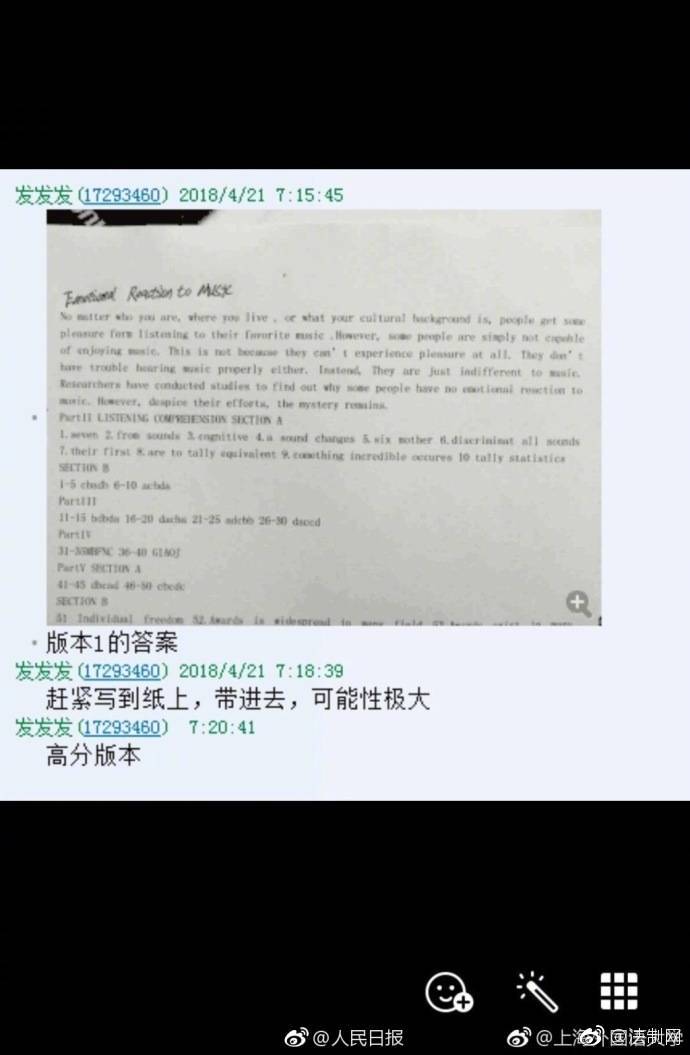 发发发(17293460) 2018/4/21 7:15:45
Emotional Reaction to Music
No matter who you are, where you live , or what your cultural background is, people get some
pleasure form listening to their favorite music .However, some people are simply not capable
of enjoying music. This is not because they can't experience pleasure at all. They don't
have trouble hearing music properly either. Instead, They are just indifferent to music.
Researchers have conducted studies to find out why some people have no emotional reaction to
music. However, despice their efforts, the mystery remains.
PartII LISTENING COMPREHENSION SECTION A
1.seven 2.from sounds 3.cognitive 4.a sound changes 5.six mother 6.discriminat all sounds
7.their first 8.are to tally equivalent 9.comething incredible occures 10 tally statistics
SECTION B
1-5 6-10 acbda
PartIII
11-15 bdbda 16-20 21-25 26-30
PartIV
31-35 36-40
PartV SECTION A
41-45 46-50
SECTION B
51 Individual freedom 52.Awards is widespread in many field
版本1的答案
发发发(17293460) 2018/4/21 7:18:39
赶紧写到纸上，带进去，可能性极大
发发发(17293460) 7:20:41
高分版本
@人民日报
@上海外国语大学
@法制网